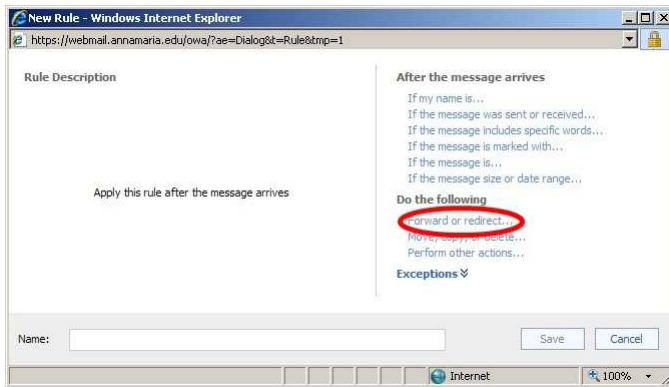 New Rule - Windows Internet Explorer
https://webmail.annamaria.edu/owa/?ae=Dialog&t=Rule&tmp=1
Rule Description
Apply this rule after the message arrives
After the message arrives
If my name is...
If the message was sent or received...
If the message includes specific words...
If the message is marked with...
If the message is...
If the message size or date range...
Do the following
Forward or redirect...
Move, copy, or delete...
Perform other actions...
Exceptions
Name:
Save
Cancel
Internet
100%